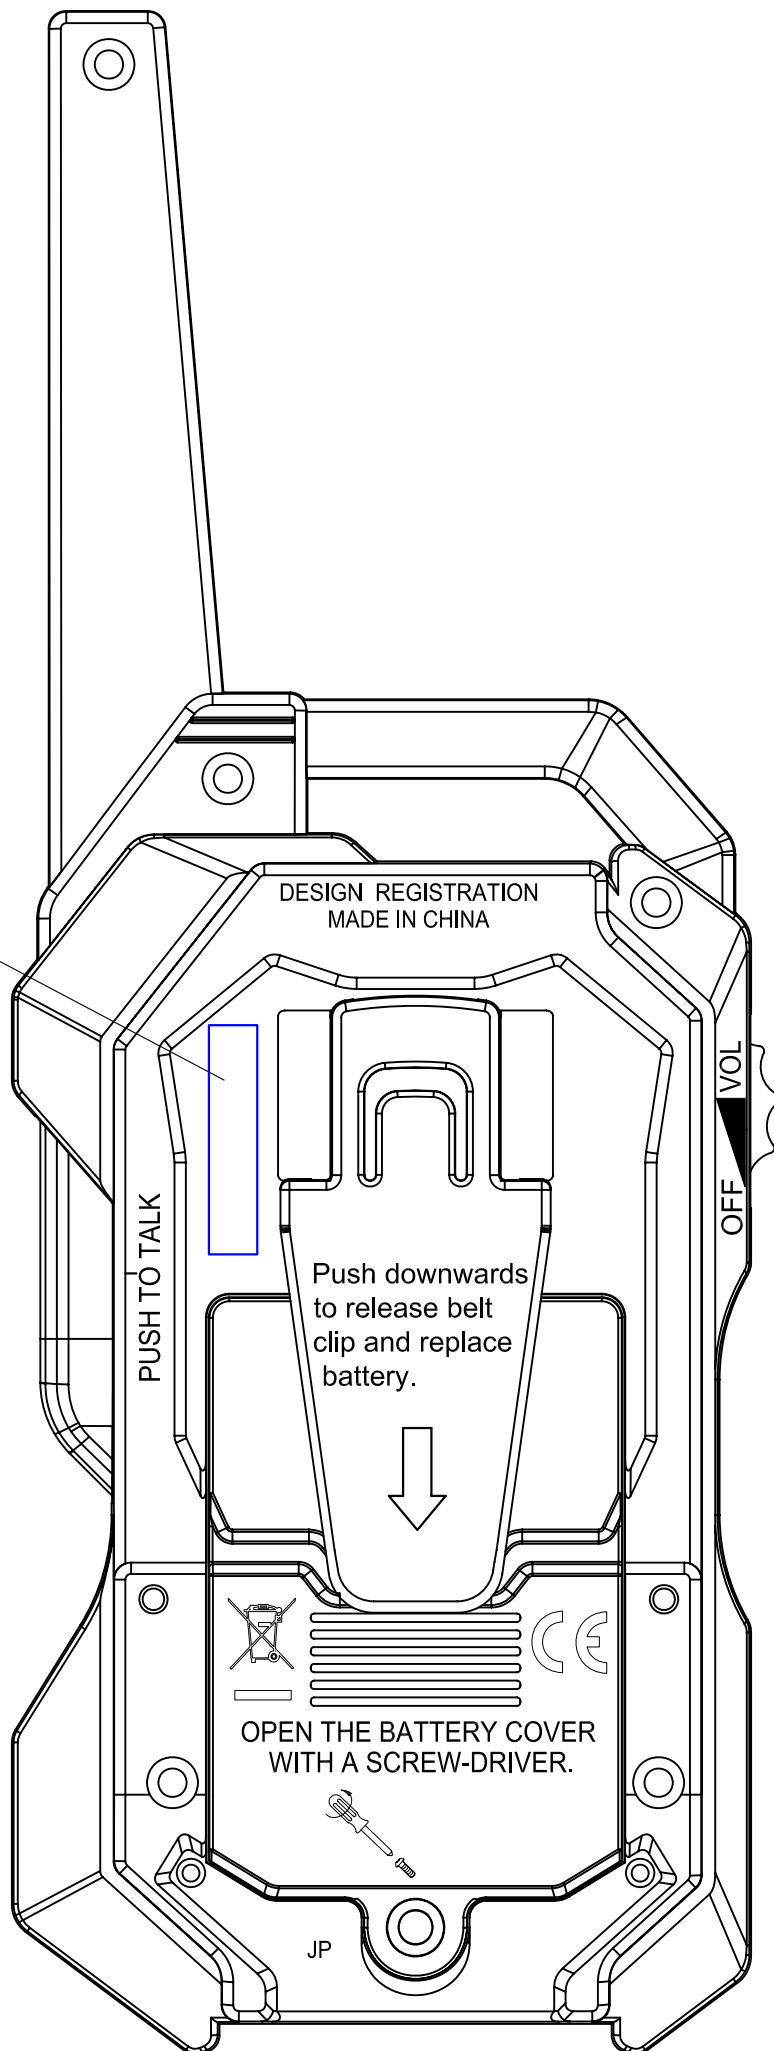 DESIGN REGISTRATION
MADE IN CHINA
VOL
OFF
PUSH TO TALK
Push downwards
to release belt
clip and replace
battery.
CE
OPEN THE BATTERY COVER
WITH A SCREW-DRIVER.
JP